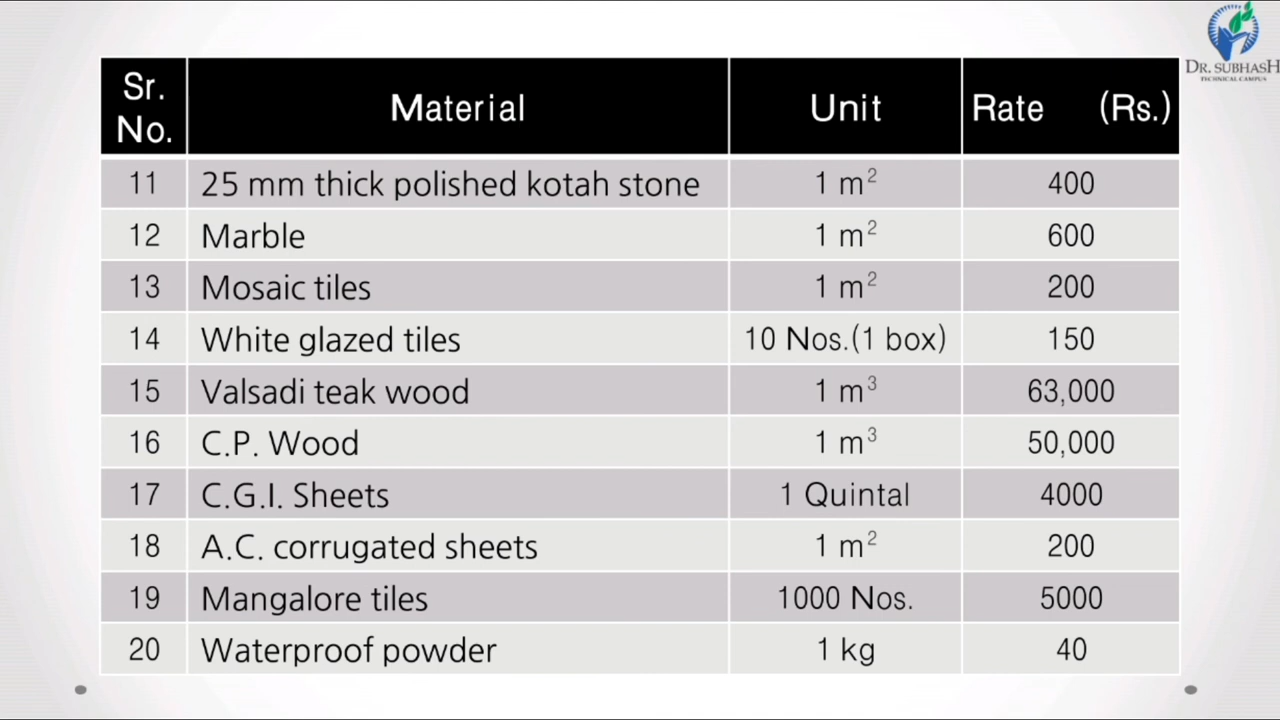 DR. SUBHASH
TECHNICAL CAMPUS
Sr. No. Material Unit Rate (Rs.)
11 25 mm thick polished kotah stone 1 m² 400
12 Marble 1 m² 600
13 Mosaic tiles 1 m² 200
14 White glazed tiles 10 Nos.(1 box) 150
15 Valsadi teak wood 1 m³ 63,000
16 C.P. Wood 1 m³ 50,000
17 C.G.I. Sheets 1 Quintal 4000
18 A.C. corrugated sheets 1 m² 200
19 Mangalore tiles 1000 Nos. 5000
20 Waterproof powder 1 kg 40